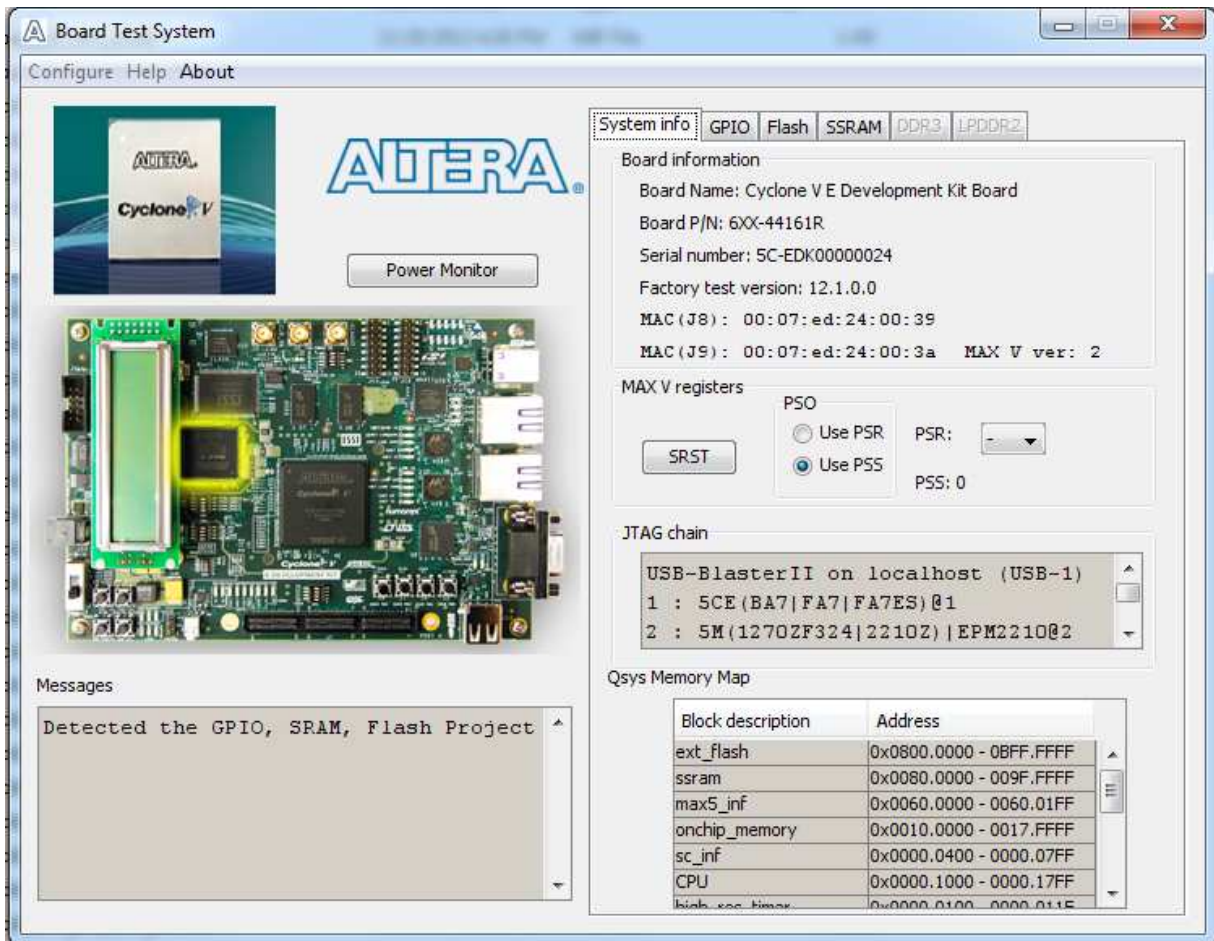 Board Test System
Configure Help About
ALTERA.
Cyclone V
ALTERA®
Power Monitor
ALTERA
Cyclone V
Cyclone V
Messages
Detected the GPIO, SRAM, Flash Project
System info GPIO Flash SSRAM DDR3 LPDDR2
Board information
Board Name: Cyclone V E Development Kit Board
Board P/N: 6XX-44161R
Serial number: 5C-EDK00000024
Factory test version: 12.1.0.0
MAC(J8): 00:07:ed:24:00:39
MAC(J9): 00:07:ed:24:00:3a MAX V ver: 2
MAX V registers
SRST
PSO
Use PSR
Use PSS
PSR: -
PSS: 0
JTAG chain
USB-BlasterII on localhost (USB-1)
1 : 5CE(BA7|FA7|FA7ES)@1
2 : 5M(1270ZF324|2210Z)|EPM2210@2
Qsys Memory Map
Block description Address
ext_flash 0x0800.0000 - 0BFF.FFFF
ssram 0x0080.0000 - 009F.FFFF
max5_inf 0x0060.0000 - 0060.01FF
onchip_memory 0x0010.0000 - 0017.FFFF
sc_inf 0x0000.0400 - 0000.07FF
CPU 0x0000.1000 - 0000.17FF